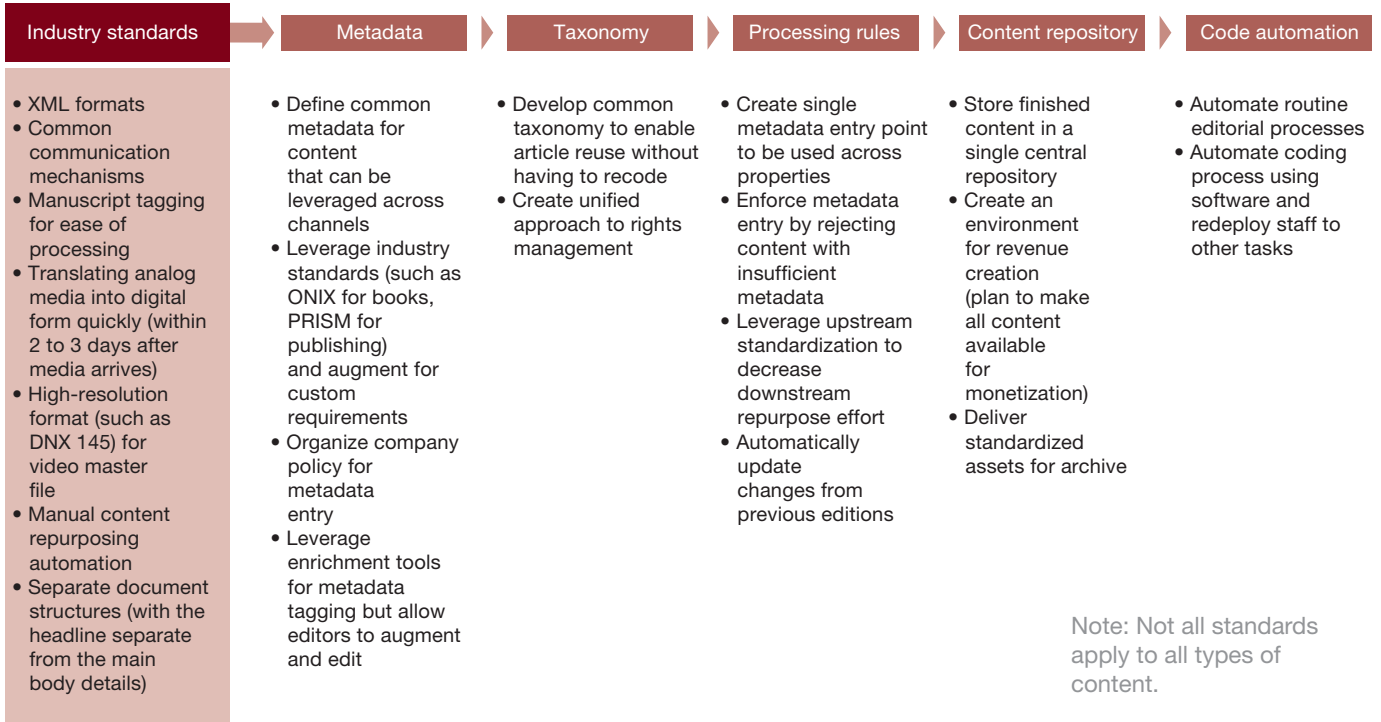 Industry standards
Metadata
Taxonomy
Processing rules
Content repository
Code automation
• XML formats
• Common
communication
mechanisms
• Manuscript tagging
for ease of
processing
• Translating analog
media into digital
form quickly (within
2 to 3 days after
media arrives)
• High-resolution
format (such as
DNX 145) for
video master
file
• Manual content
repurposing
automation
• Separate document
structures (with the
headline separate
from the main
body details)
• Define common
metadata for
content
that can be
leveraged across
channels
• Leverage industry
standards (such as
ONIX for books,
PRISM for
publishing)
and augment for
custom
requirements
• Organize company
policy for
metadata
entry
• Leverage
enrichment tools
for metadata
tagging but allow
editors to augment
and edit
• Develop common
taxonomy to enable
article reuse without
having to recode
• Create unified
approach to rights
management
• Create single
metadata entry point
to be used across
properties
• Enforce metadata
entry by rejecting
content with
insufficient
metadata
• Leverage upstream
standardization to
decrease
downstream
repurpose effort
• Automatically
update
changes from
previous editions
• Store finished
content in a
single central
repository
• Create an
environment
for revenue
creation
(plan to make
all content
available
for
monetization)
• Deliver
standardized
assets for archive
• Automate routine
editorial processes
• Automate coding
process using
software and
redeploy staff to
other tasks
Note: Not all standards
apply to all types of
content.